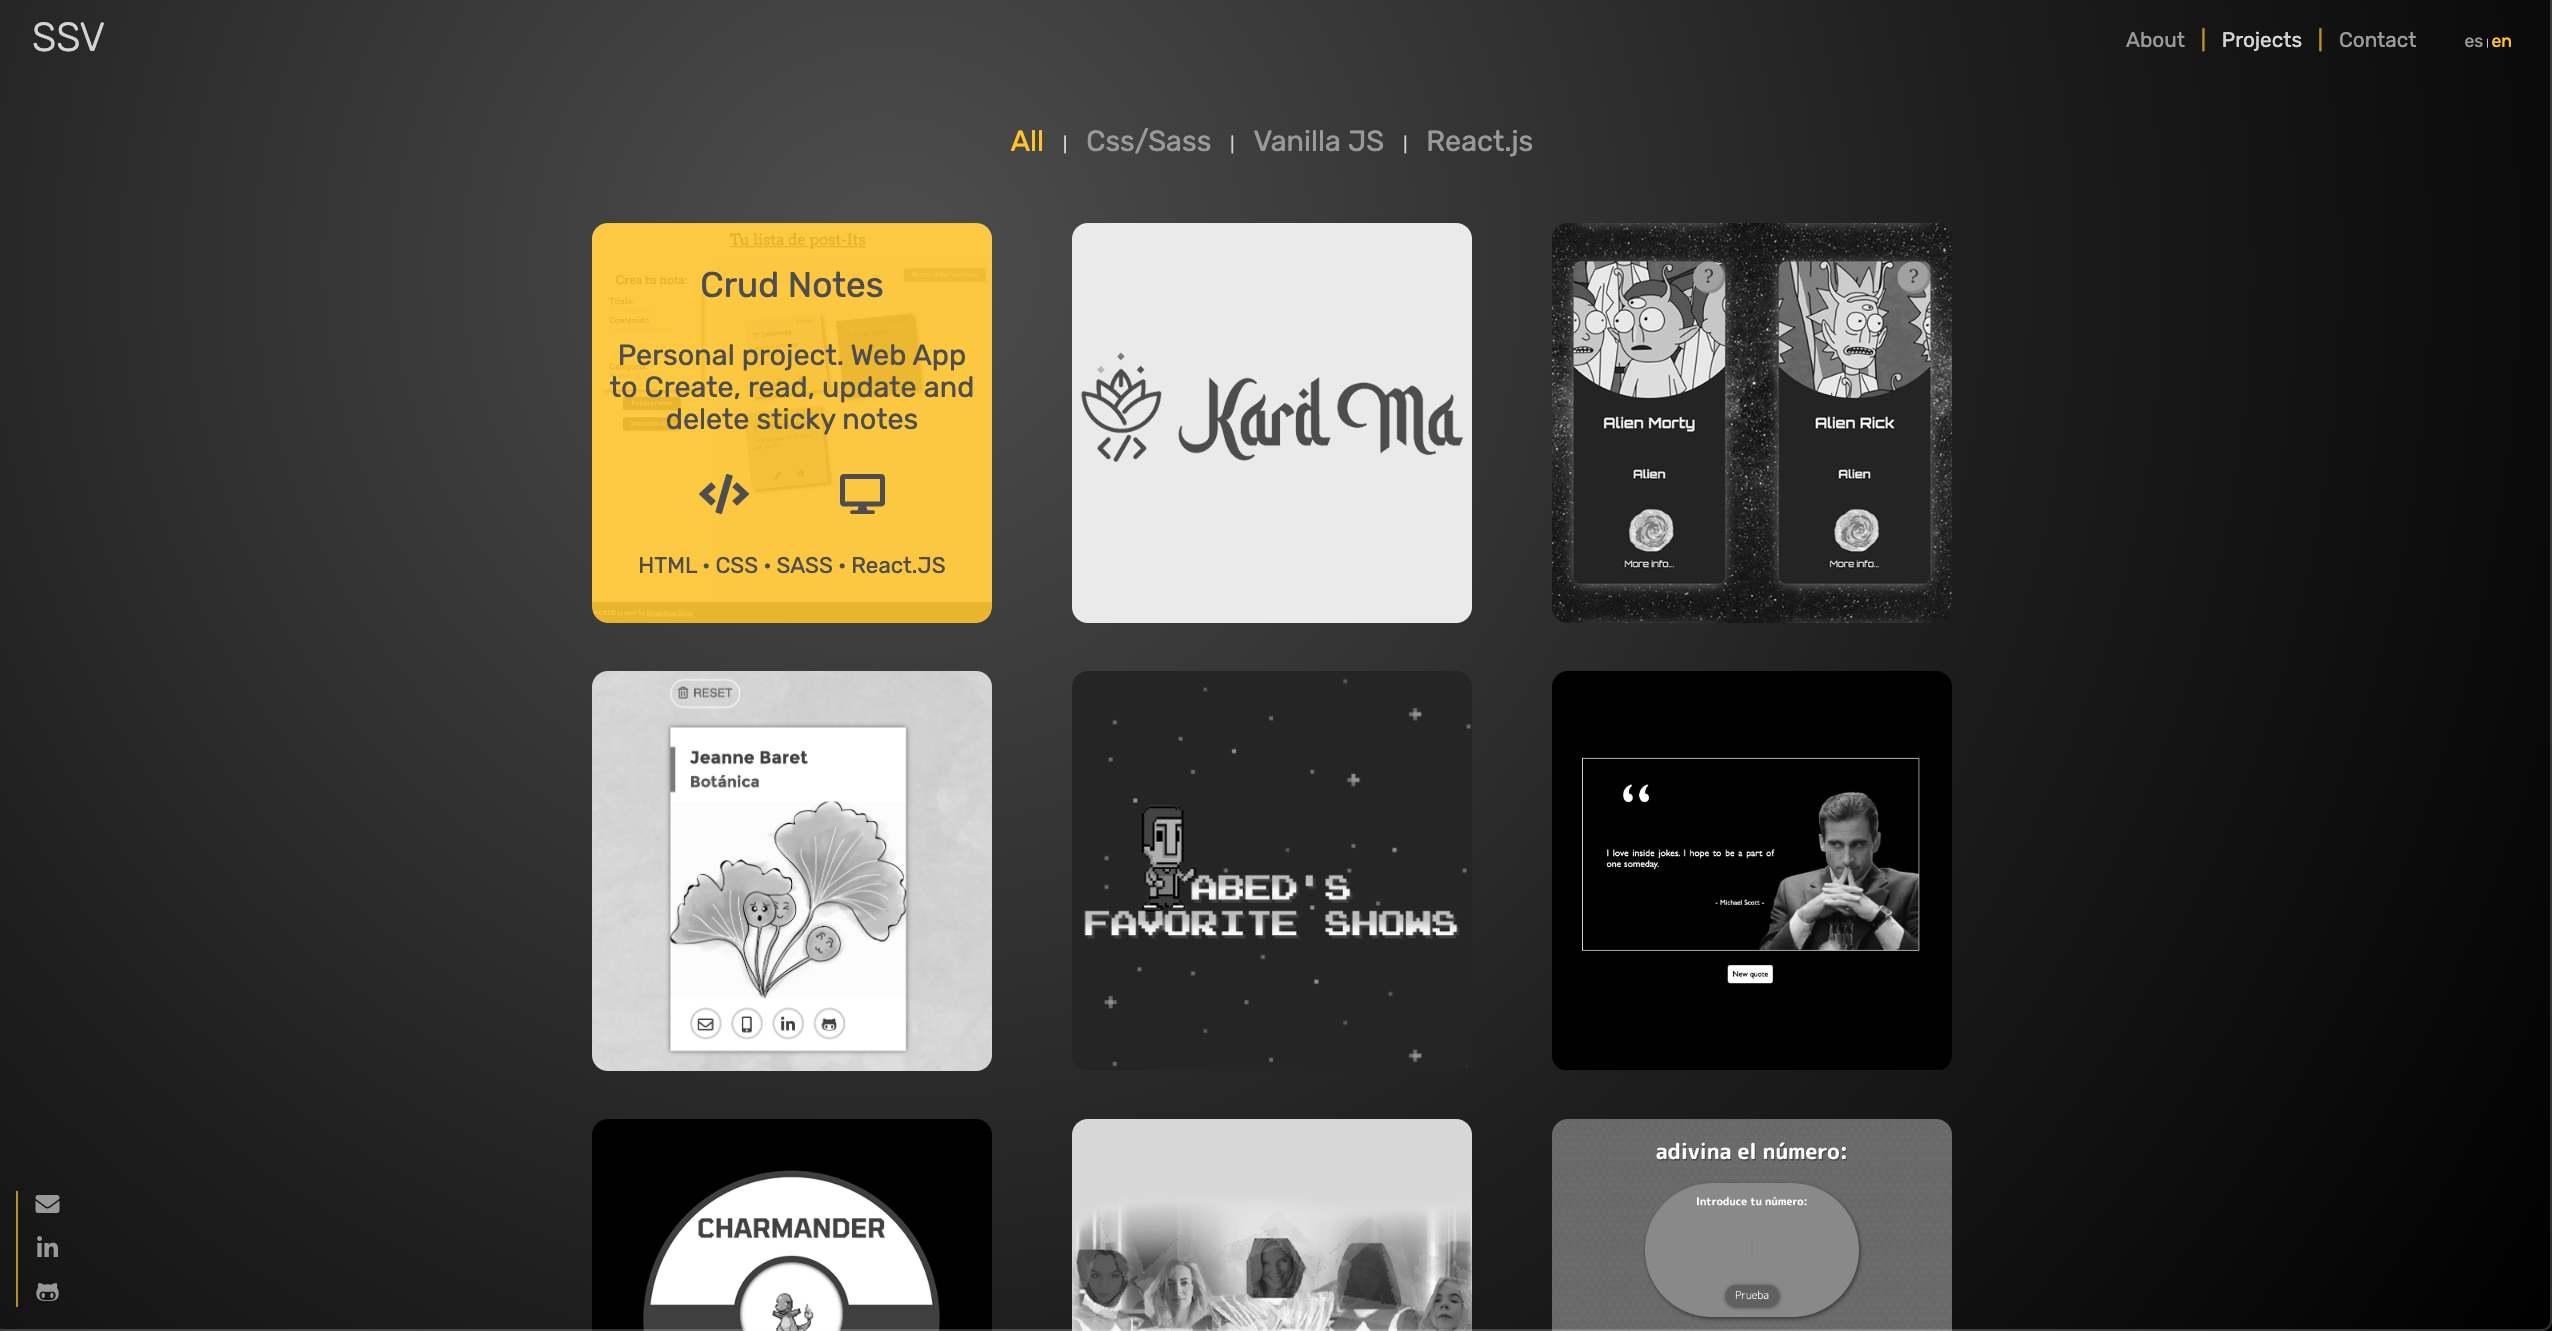 SSV
About | Projects | Contact es | en
All | Css/Sass | Vanilla JS | React.js
Tu lista de post-Its
Crea tu nota:
Título:
Contenido:
Crud Notes
Personal project. Web App
to Create, read, update and
delete sticky notes
HTML • CSS • SASS • React.JS
Kard Ma
?
?
Alien Morty
Alien Rick
Alien
Alien
More info...
More info...
RESET
Jeanne Baret
Botánica
ABED'S
FAVORITE SHOWS
“
I love inside jokes. I hope to be a part of
one someday.
- Michael Scott -
New quote
CHARMANDER
adivina el número:
Introduce tu número:
Prueba